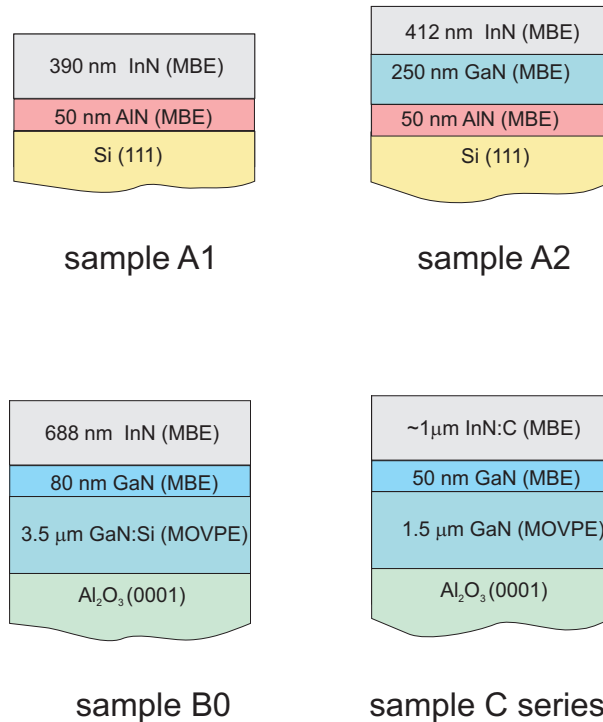 390 nm  InN (MBE)
50 nm AlN (MBE)
Si (111)
sample A1
412 nm  InN (MBE)
250 nm GaN (MBE)
50 nm AlN (MBE)
Si (111)
sample A2
688 nm  InN (MBE)
80 nm GaN (MBE)
3.5 μm GaN:Si (MOVPE)
Al₂O₃(0001)
sample B0
~1μm InN:C (MBE)
50 nm GaN (MBE)
1.5 μm GaN (MOVPE)
Al₂O₃(0001)
sample C series